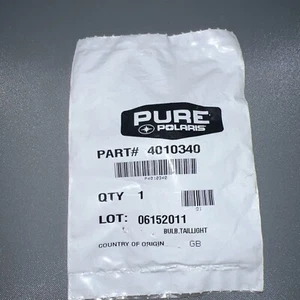 PURE
POLARIS
PART# 4010340
QTY 1
LOT: 06152011
BULB,TAILLIGHT
COUNTRY OF ORIGIN GB